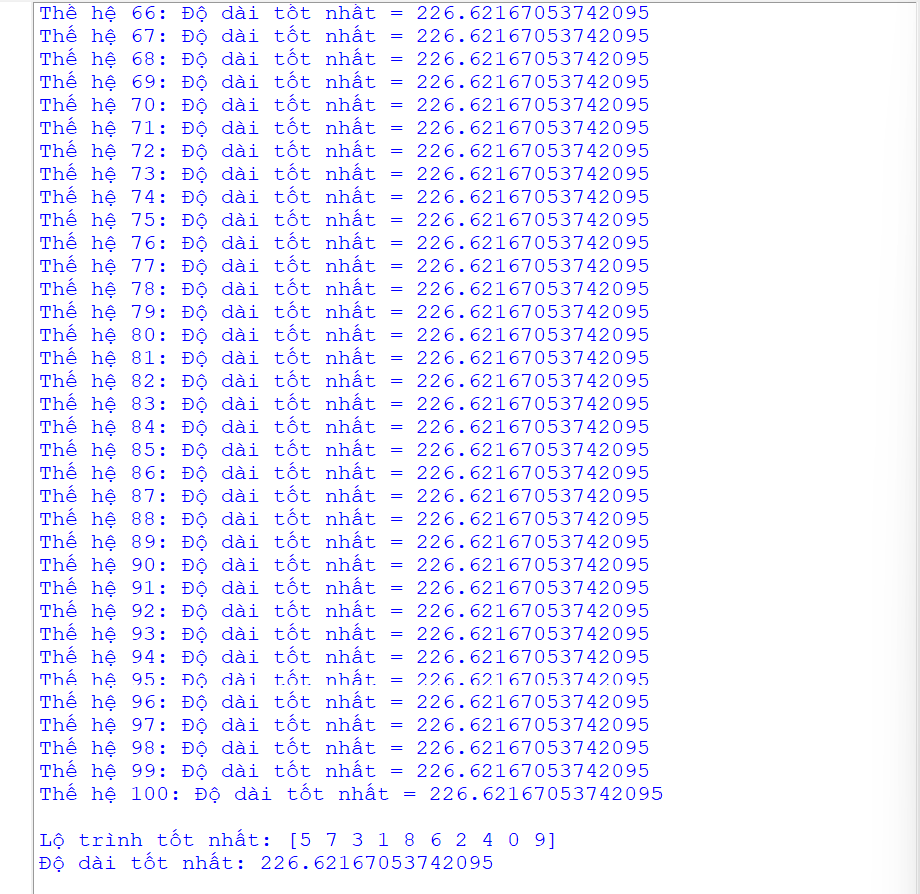 Thế hệ 66: Độ dài tốt nhất = 226.62167053742095
Thế hệ 67: Độ dài tốt nhất = 226.62167053742095
Thế hệ 68: Độ dài tốt nhất = 226.62167053742095
Thế hệ 69: Độ dài tốt nhất = 226.62167053742095
Thế hệ 70: Độ dài tốt nhất = 226.62167053742095
Thế hệ 71: Độ dài tốt nhất = 226.62167053742095
Thế hệ 72: Độ dài tốt nhất = 226.62167053742095
Thế hệ 73: Độ dài tốt nhất = 226.62167053742095
Thế hệ 74: Độ dài tốt nhất = 226.62167053742095
Thế hệ 75: Độ dài tốt nhất = 226.62167053742095
Thế hệ 76: Độ dài tốt nhất = 226.62167053742095
Thế hệ 77: Độ dài tốt nhất = 226.62167053742095
Thế hệ 78: Độ dài tốt nhất = 226.62167053742095
Thế hệ 79: Độ dài tốt nhất = 226.62167053742095
Thế hệ 80: Độ dài tốt nhất = 226.62167053742095
Thế hệ 81: Độ dài tốt nhất = 226.62167053742095
Thế hệ 82: Độ dài tốt nhất = 226.62167053742095
Thế hệ 83: Độ dài tốt nhất = 226.62167053742095
Thế hệ 84: Độ dài tốt nhất = 226.62167053742095
Thế hệ 85: Độ dài tốt nhất = 226.62167053742095
Thế hệ 86: Độ dài tốt nhất = 226.62167053742095
Thế hệ 87: Độ dài tốt nhất = 226.62167053742095
Thế hệ 88: Độ dài tốt nhất = 226.62167053742095
Thế hệ 89: Độ dài tốt nhất = 226.62167053742095
Thế hệ 90: Độ dài tốt nhất = 226.62167053742095
Thế hệ 91: Độ dài tốt nhất = 226.62167053742095
Thế hệ 92: Độ dài tốt nhất = 226.62167053742095
Thế hệ 93: Độ dài tốt nhất = 226.62167053742095
Thế hệ 94: Độ dài tốt nhất = 226.62167053742095
Thế hệ 95: Độ dài tốt nhất = 226.62167053742095
Thế hệ 96: Độ dài tốt nhất = 226.62167053742095
Thế hệ 97: Độ dài tốt nhất = 226.62167053742095
Thế hệ 98: Độ dài tốt nhất = 226.62167053742095
Thế hệ 99: Độ dài tốt nhất = 226.62167053742095
Thế hệ 100: Độ dài tốt nhất = 226.62167053742095
Lộ trình tốt nhất: [5 7 3 1 8 6 2 4 0 9]
Độ dài tốt nhất: 226.62167053742095